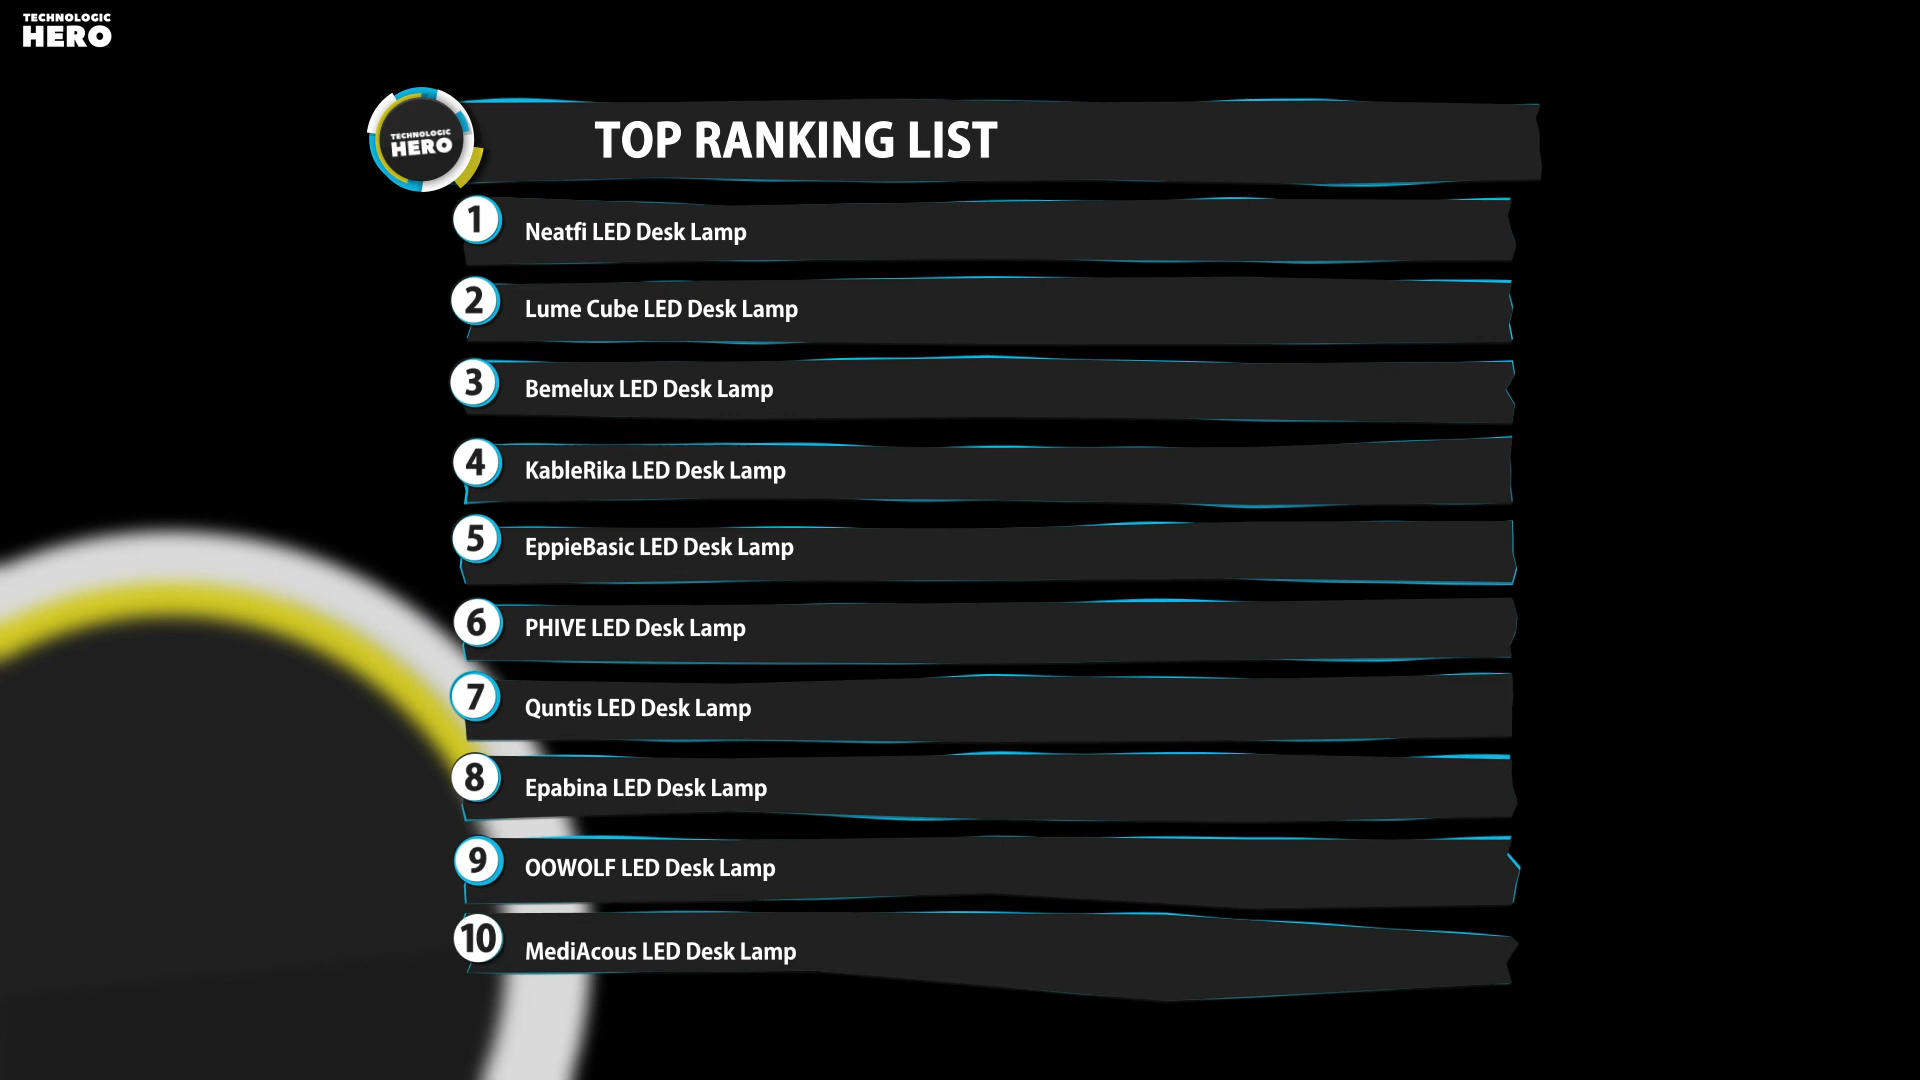 TECHNOLOGIC
HERO
TECHNOLOGIC
HERO
TOP RANKING LIST
1 Neatfi LED Desk Lamp
2 Lume Cube LED Desk Lamp
3 Bemelux LED Desk Lamp
4 KableRika LED Desk Lamp
5 EppieBasic LED Desk Lamp
6 PHIVE LED Desk Lamp
7 Quntis LED Desk Lamp
8 Epabina LED Desk Lamp
9 OOWOLF LED Desk Lamp
10 MediAcous LED Desk Lamp